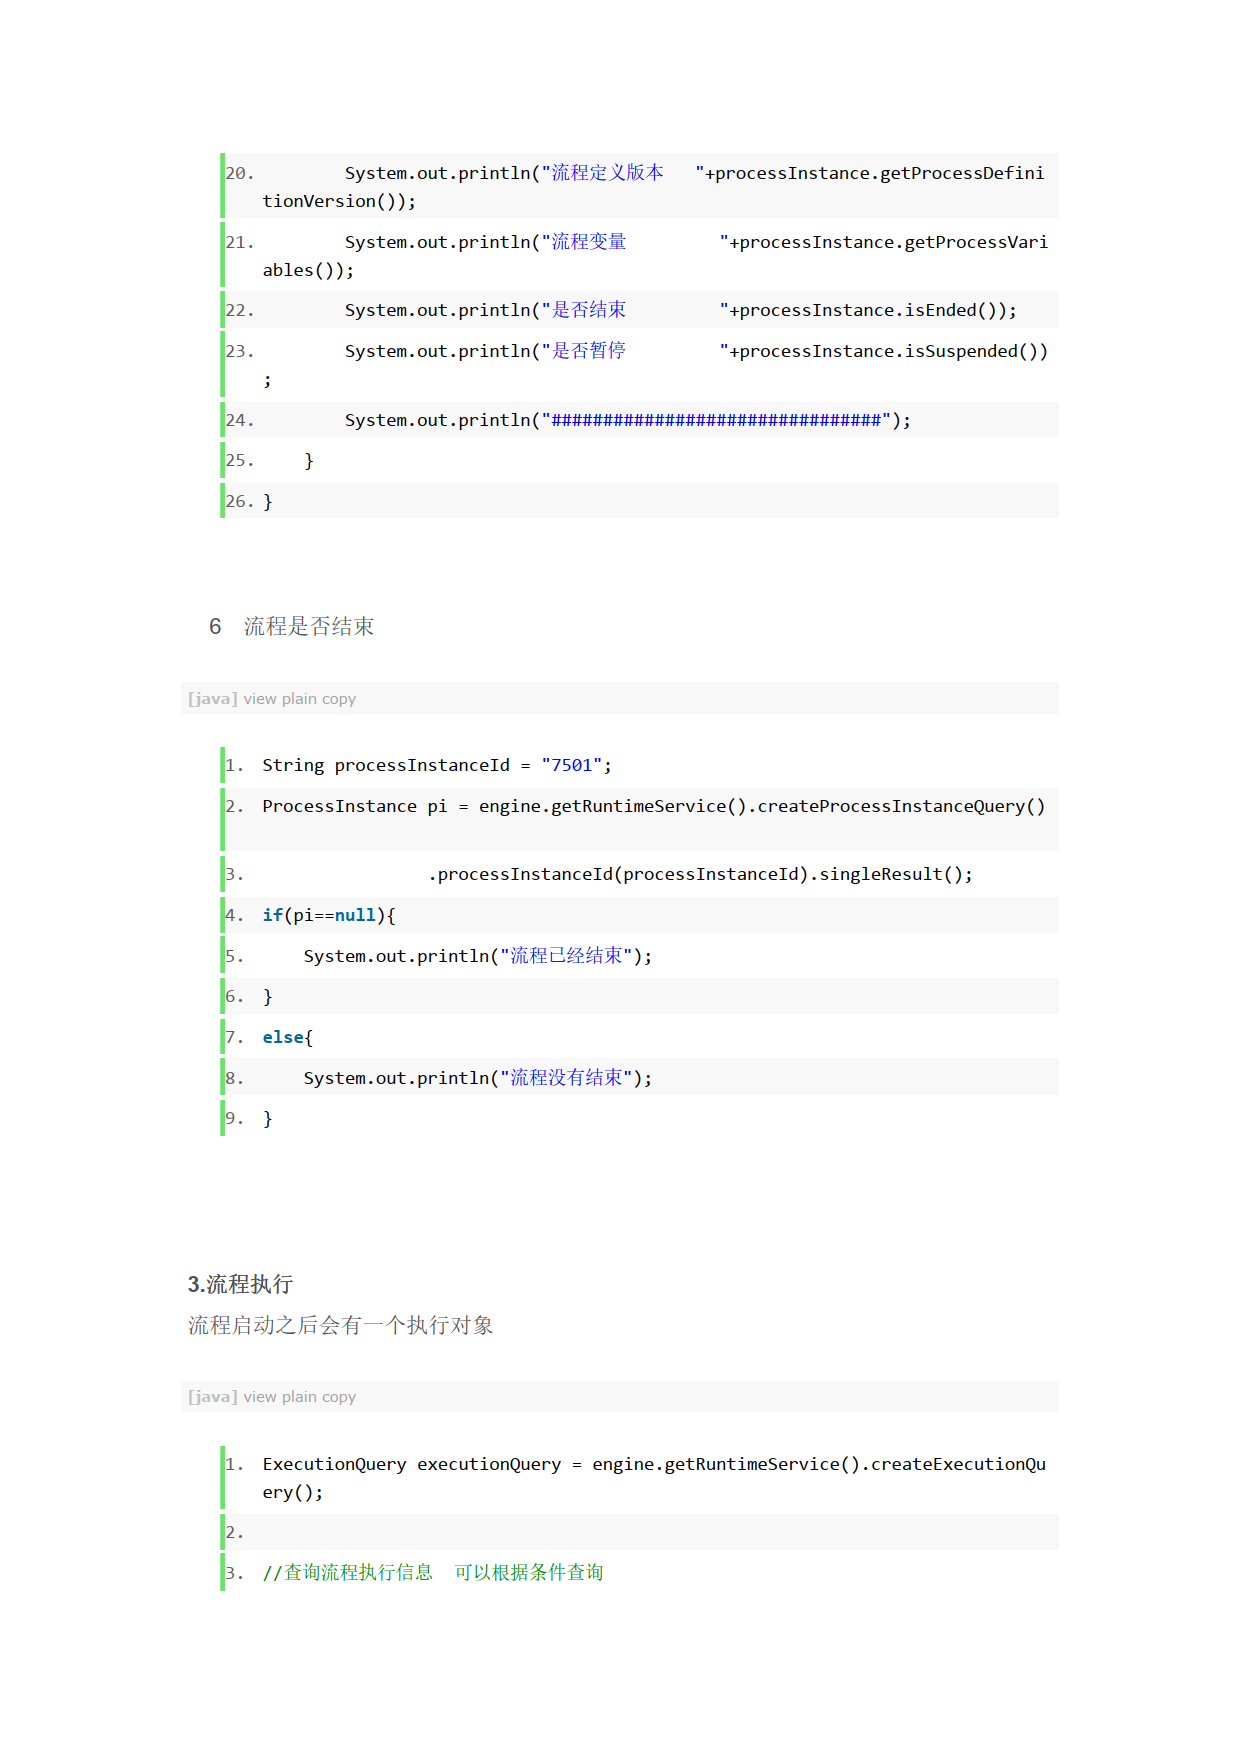 20.         System.out.println("流程定义版本   "+processInstance.getProcessDefini
tionVersion());
21.         System.out.println("流程变量         "+processInstance.getProcessVari
ables());
22.         System.out.println("是否结束         "+processInstance.isEnded());
23.         System.out.println("是否暂停         "+processInstance.isSuspended())
;
24.         System.out.println("################################");
25.     }
26. }
6  流程是否结束
[java] view plain copy
1. String processInstanceId = "7501";
2. ProcessInstance pi = engine.getRuntimeService().createProcessInstanceQuery()
3.                 .processInstanceId(processInstanceId).singleResult();
4. if(pi==null){
5.     System.out.println("流程已经结束");
6. }
7. else{
8.     System.out.println("流程没有结束");
9. }
3.流程执行
流程启动之后会有一个执行对象
[java] view plain copy
1. ExecutionQuery executionQuery = engine.getRuntimeService().createExecutionQu
ery();
2.
3. //查询流程执行信息  可以根据条件查询